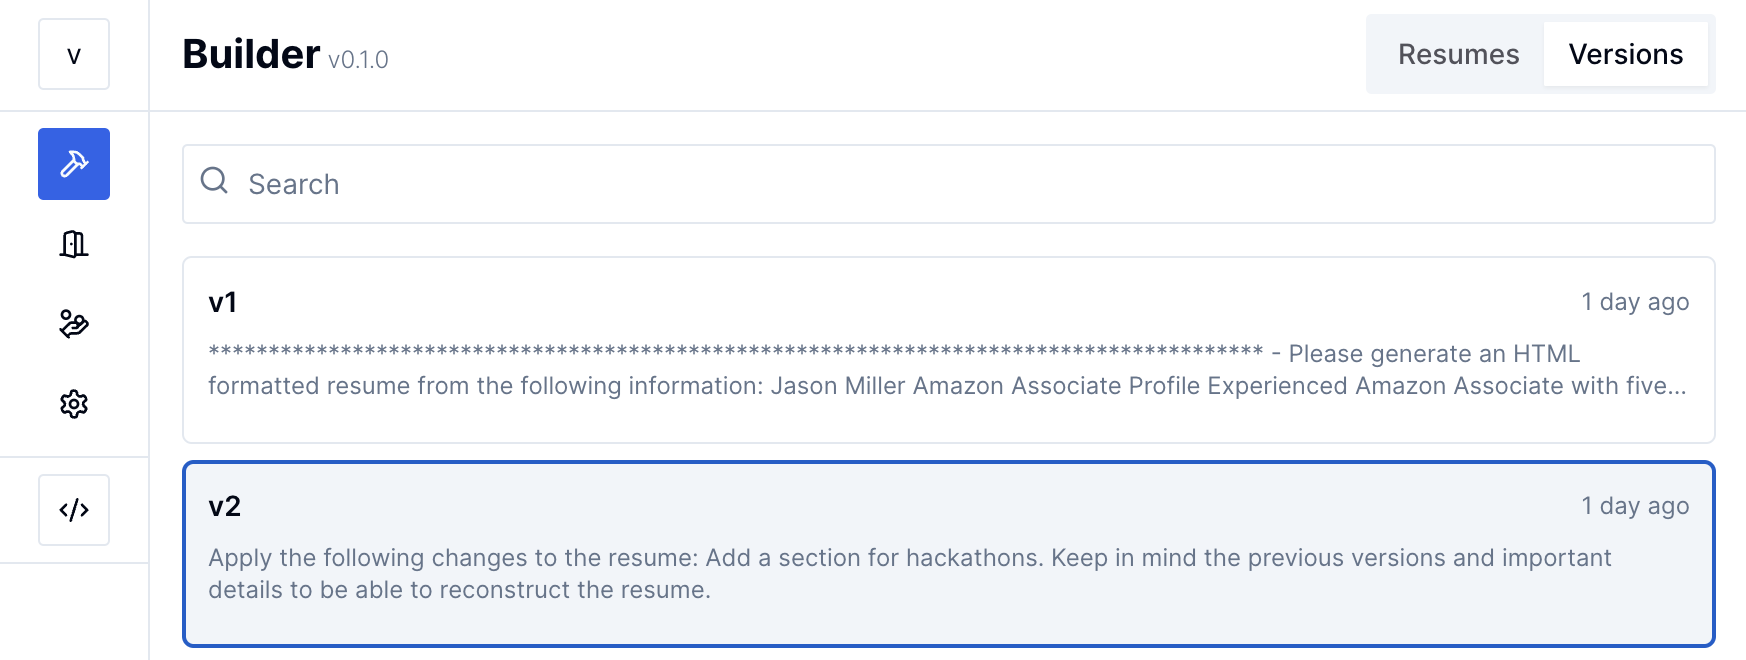 v
Builder v0.1.0
Resumes
Versions
Search
v1
1 day ago
**************************************************************************************** - Please generate an HTML
formatted resume from the following information: Jason Miller Amazon Associate Profile Experienced Amazon Associate with five...
v2
1 day ago
Apply the following changes to the resume: Add a section for hackathons. Keep in mind the previous versions and important
details to be able to reconstruct the resume.